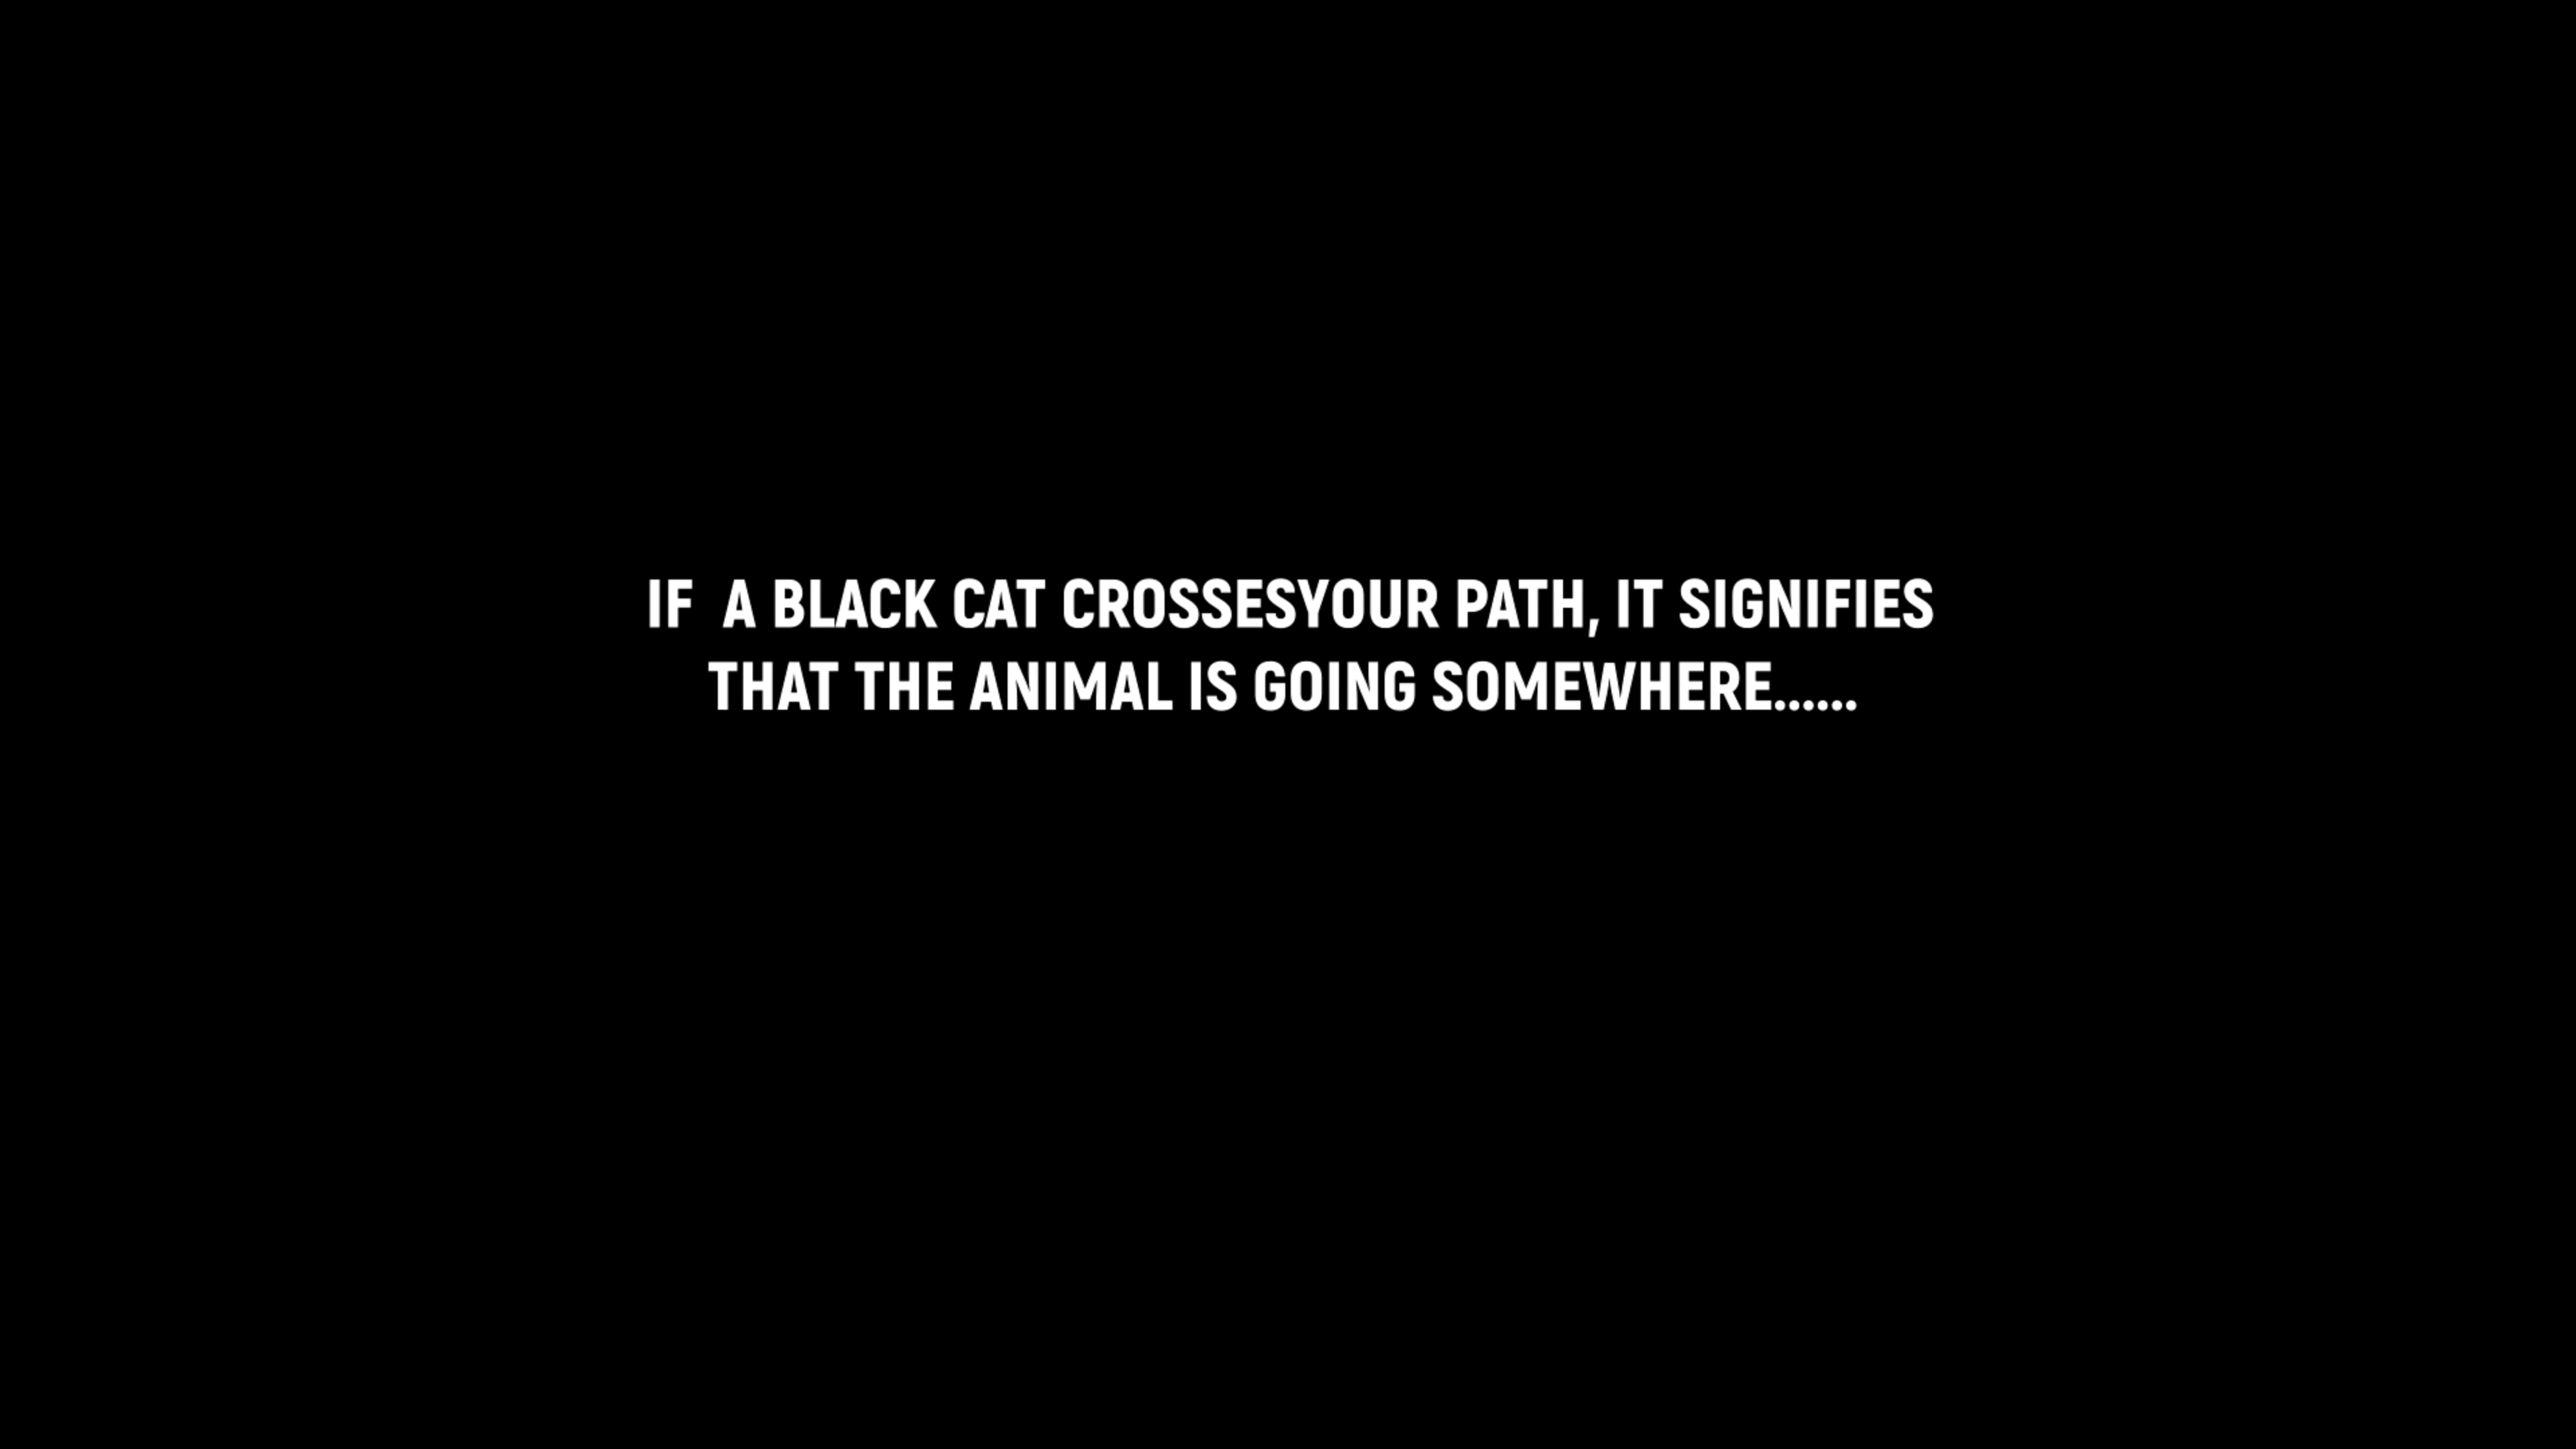 IF  A BLACK CAT CROSSESYOUR PATH, IT SIGNIFIES
THAT THE ANIMAL IS GOING SOMEWHERE......